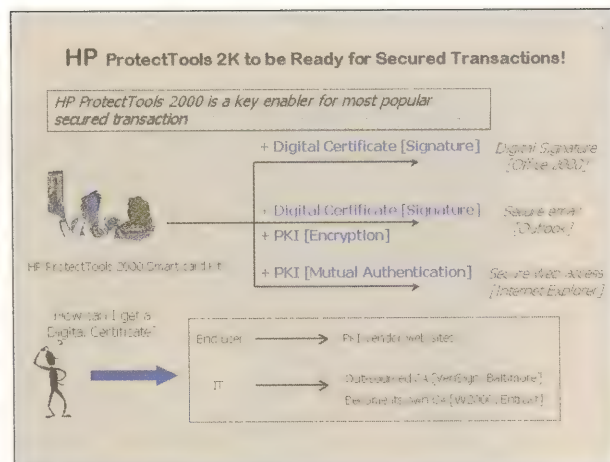 HP ProtectTools 2K to be Ready for Secured Transactions!
HP ProtectTools 2000 is a key enabler for most popular
secured transaction
+ Digital Certificate [Signature]
Digital Signature
[Office 2000]
+ Digital Certificate [Signature]
+ PKI [Encryption]
Secure email
[Outlook]
HP ProtectTools 2000 Smart card kit
+ PKI [Mutual Authentication]
Secure Web access
[Internet Explorer]
How can I get a
Digital Certificate?
End user
PKI vendor web sites
IT
Outsourced CA [VeriSign, Baltimore]
Become its own CA [W2000, Entrust]